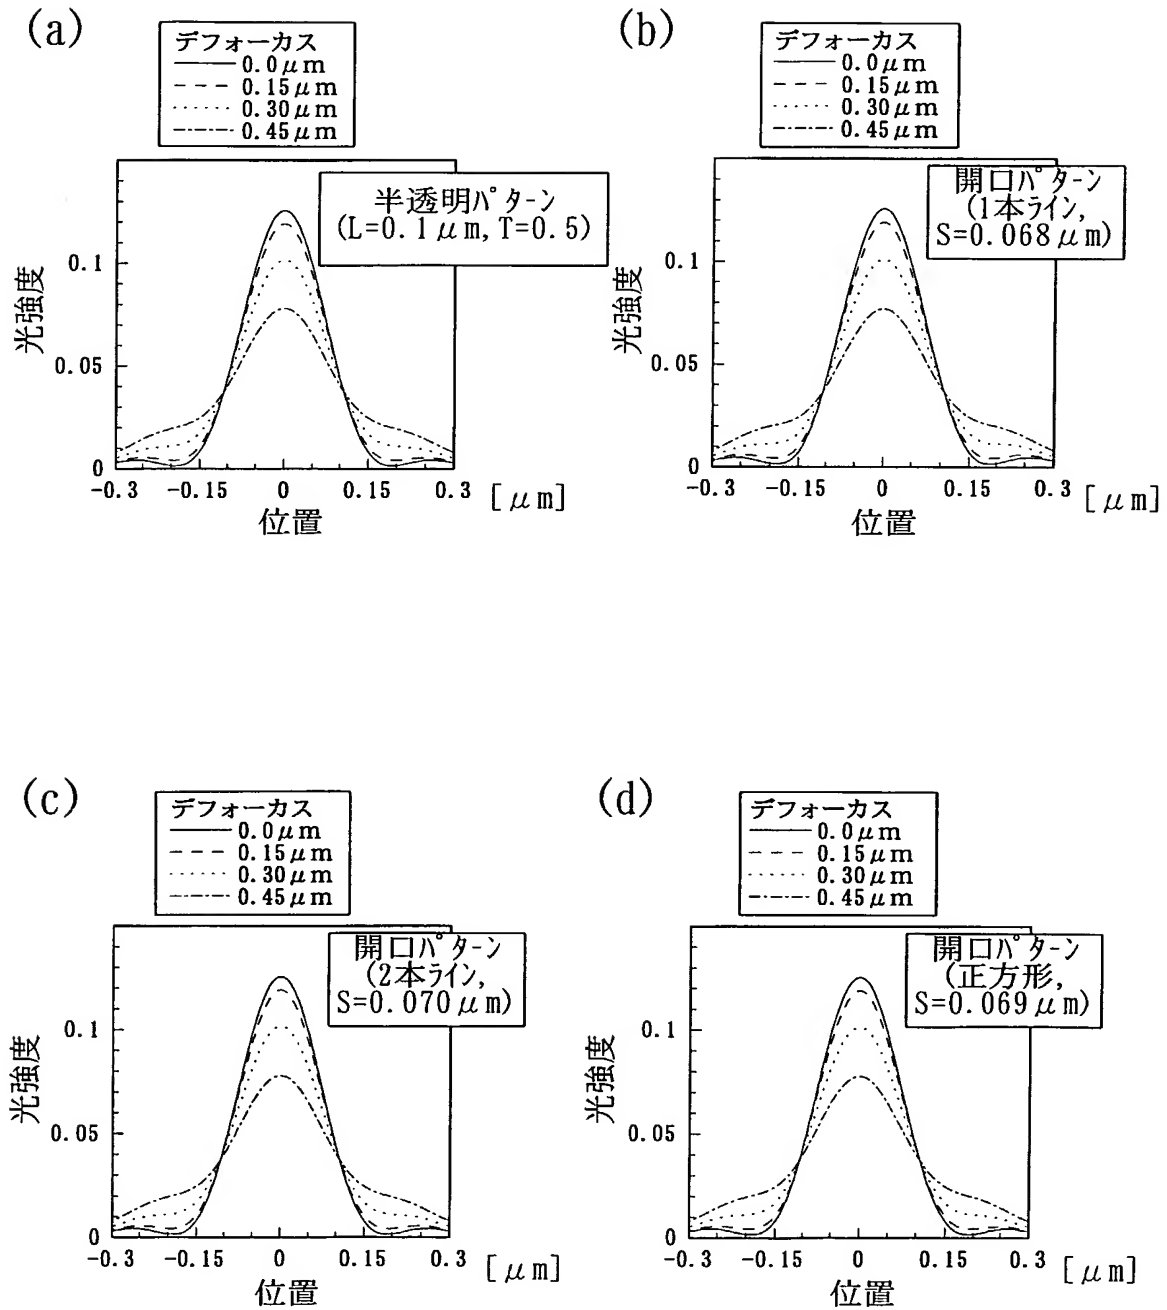 (a)
デフォーカス
0.0μm
0.15μm
0.30μm
0.45μm
半透明パターン
(L=0.1μm, T=0.5)
光強度
0.1
0.05
0
-0.3 -0.15 0 0.15 0.3 [μm]
位置
(b)
デフォーカス
0.0μm
0.15μm
0.30μm
0.45μm
開口パターン
(1本ライン,
S=0.068μm)
光強度
0.1
0.05
0
-0.3 -0.15 0 0.15 0.3 [μm]
位置
(c)
デフォーカス
0.0μm
0.15μm
0.30μm
0.45μm
開口パターン
(2本ライン,
S=0.070μm)
光強度
0.1
0.05
0
-0.3 -0.15 0 0.15 0.3 [μm]
位置
(d)
デフォーカス
0.0μm
0.15μm
0.30μm
0.45μm
開口パターン
(正方形,
S=0.069μm)
光強度
0.1
0.05
0
-0.3 -0.15 0 0.15 0.3 [μm]
位置